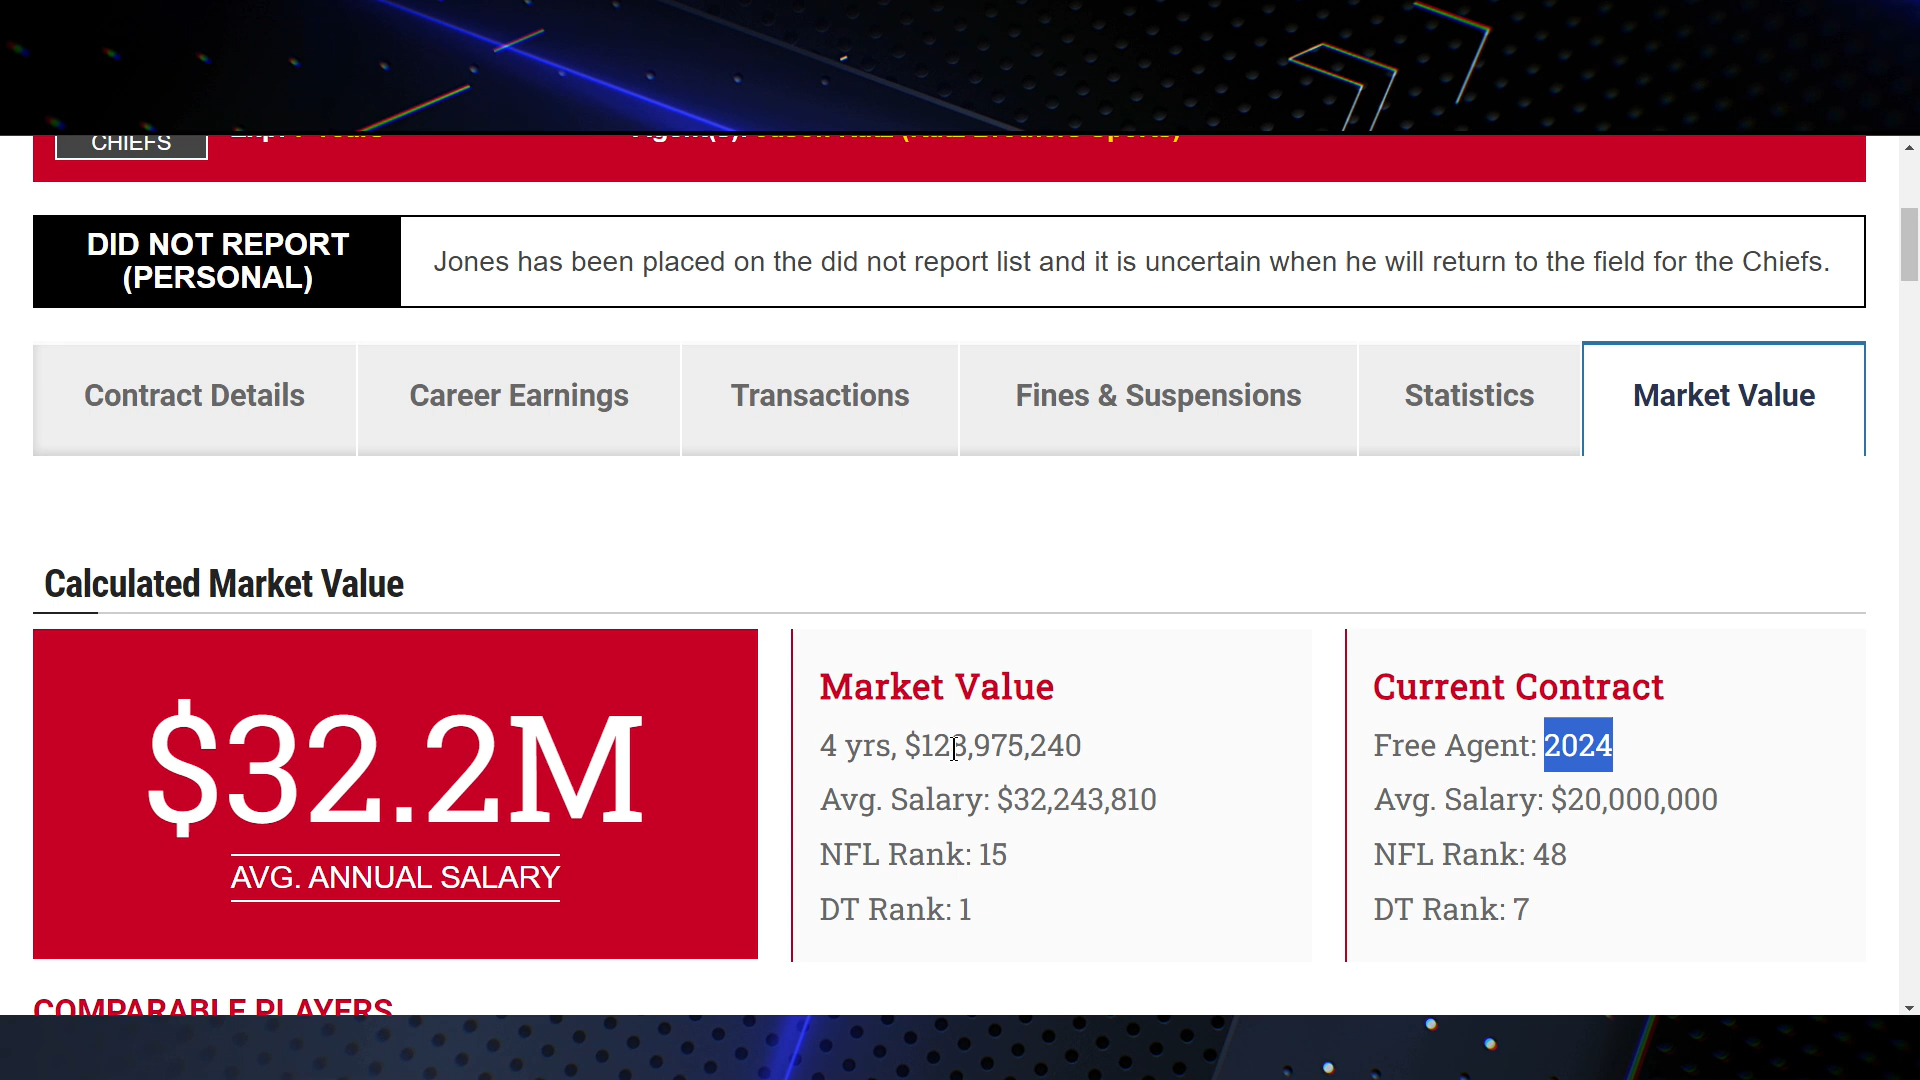 CHIEFS
DID NOT REPORT
(PERSONAL)
Jones has been placed on the did not report list and it is uncertain when he will return to the field for the Chiefs.
Contract Details
Career Earnings
Transactions
Fines & Suspensions
Statistics
Market Value
Calculated Market Value
$32.2M
AVG. ANNUAL SALARY
Market Value
4 yrs, $128,975,240
Avg. Salary: $32,243,810
NFL Rank: 15
DT Rank: 1
Current Contract
Free Agent: 2024
Avg. Salary: $20,000,000
NFL Rank: 48
DT Rank: 7
COMPARABLE PLAYERS